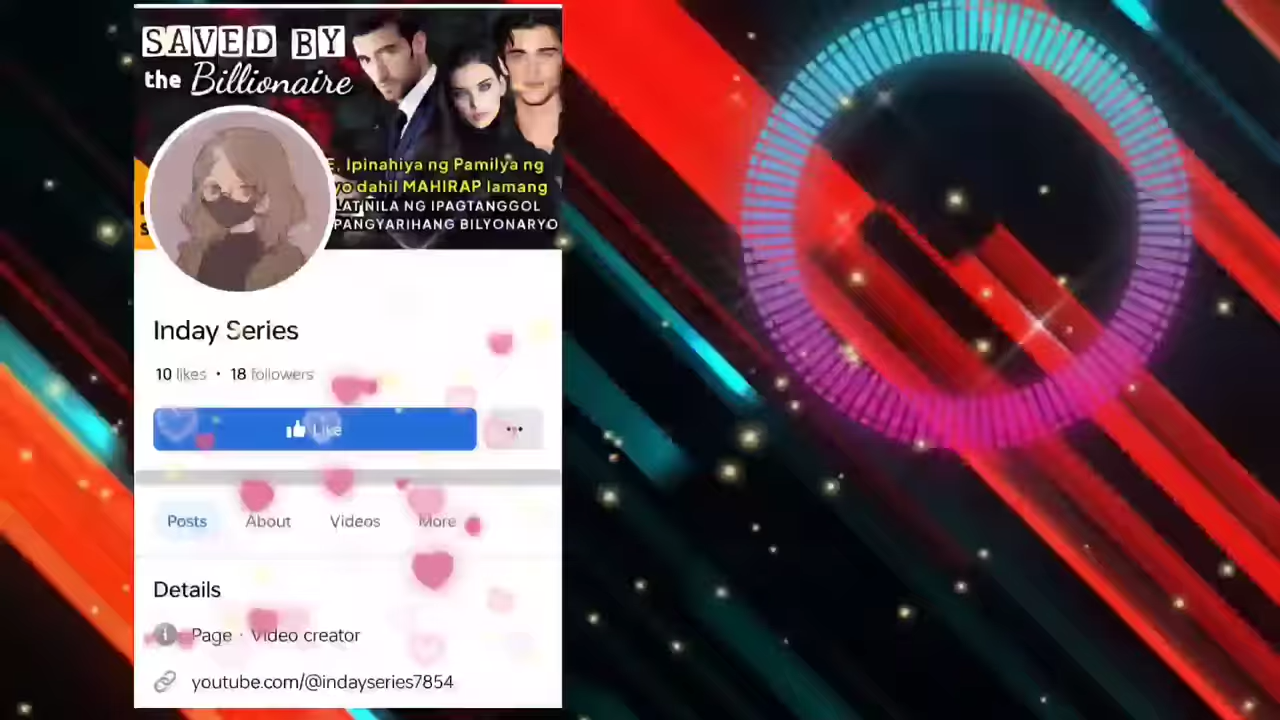 SAVED BY
the Billionaire
E, Ipinahiya ng Pamilya ng
yo dahil MAHIRAP lamang
LAT NILA NG IPAGTANGGOL
PANGYARIHANG BILYONARYO
Inday Series
10 likes • 18 followers
Like
Posts About Videos More
Details
Page · Video creator
youtube.com/@indayseries7854